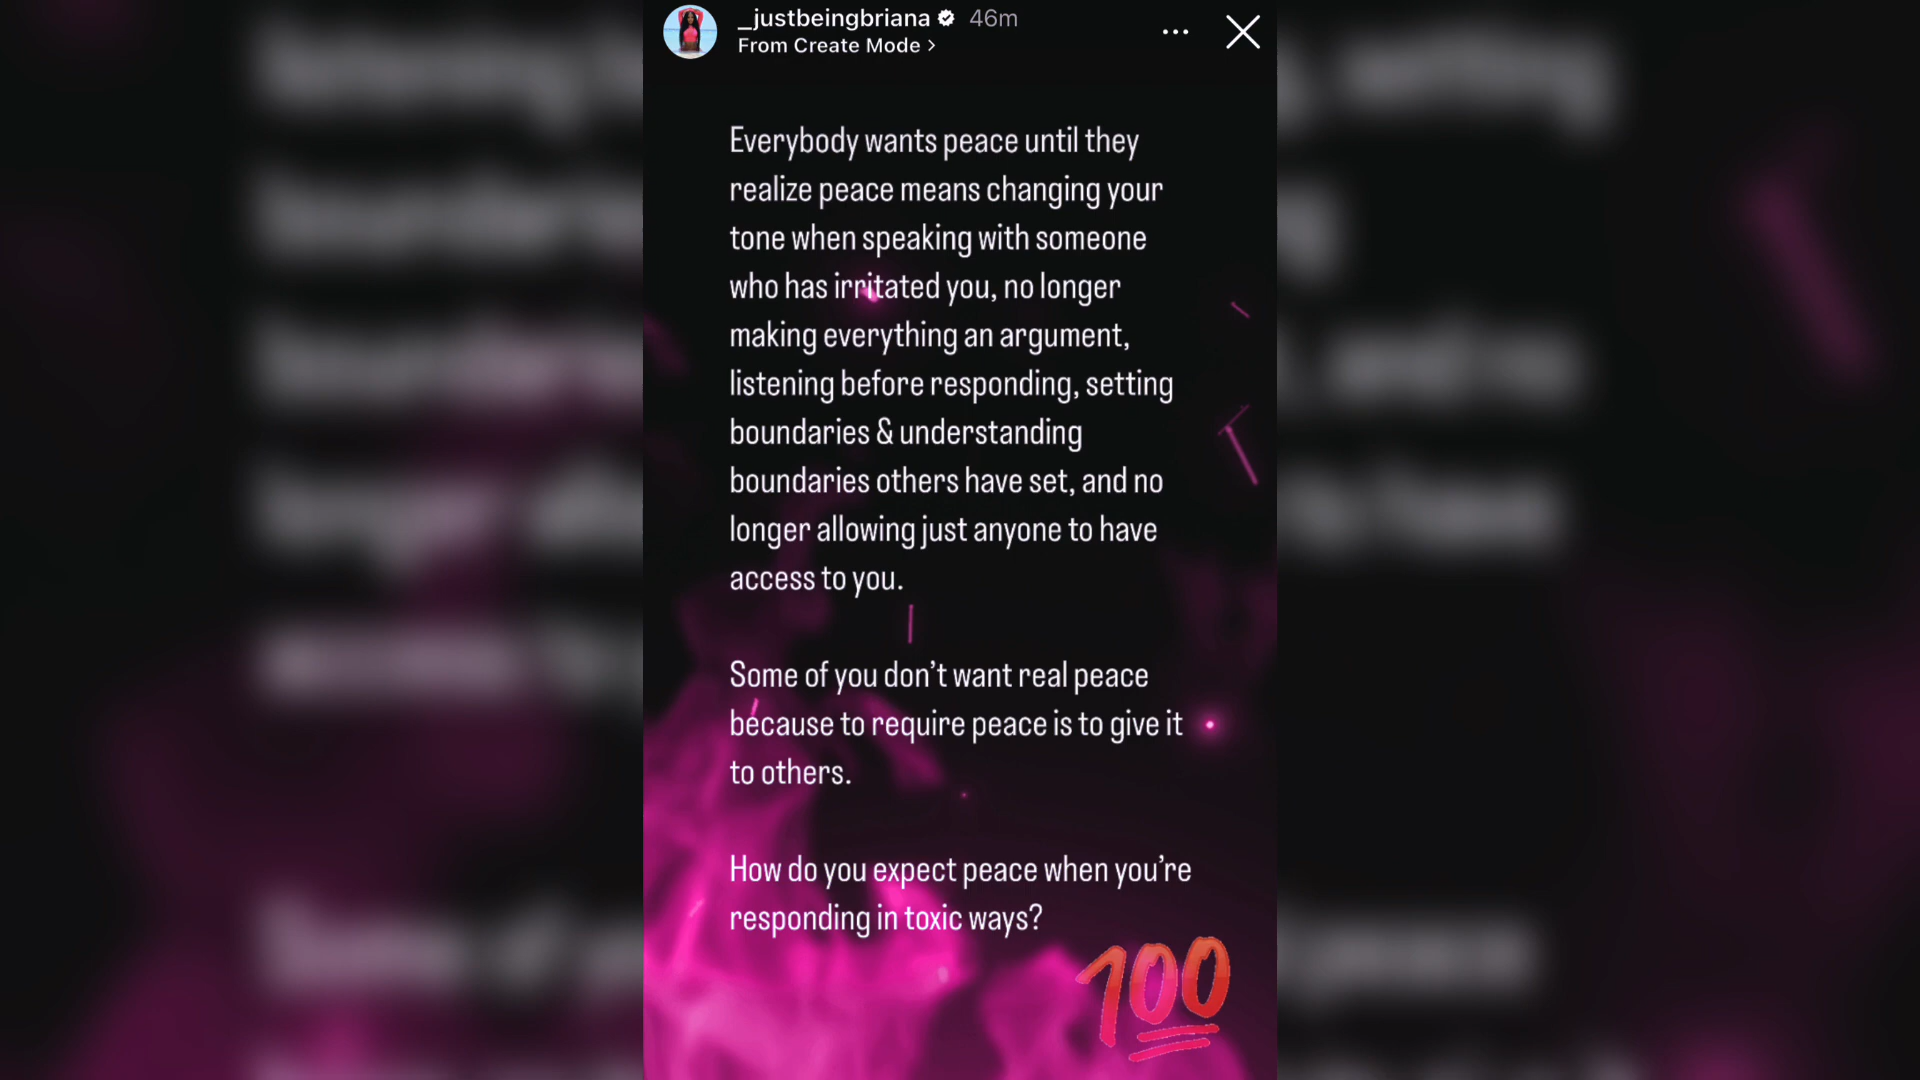 _justbeingbriana 46m
From Create Mode >
Everybody wants peace until they
realize peace means changing your
tone when speaking with someone
who has irritated you, no longer
making everything an argument,
listening before responding, setting
boundaries & understanding
boundaries others have set, and no
longer allowing just anyone to have
access to you.
Some of you don’t want real peace
because to require peace is to give it
to others.
How do you expect peace when you’re
responding in toxic ways?
100